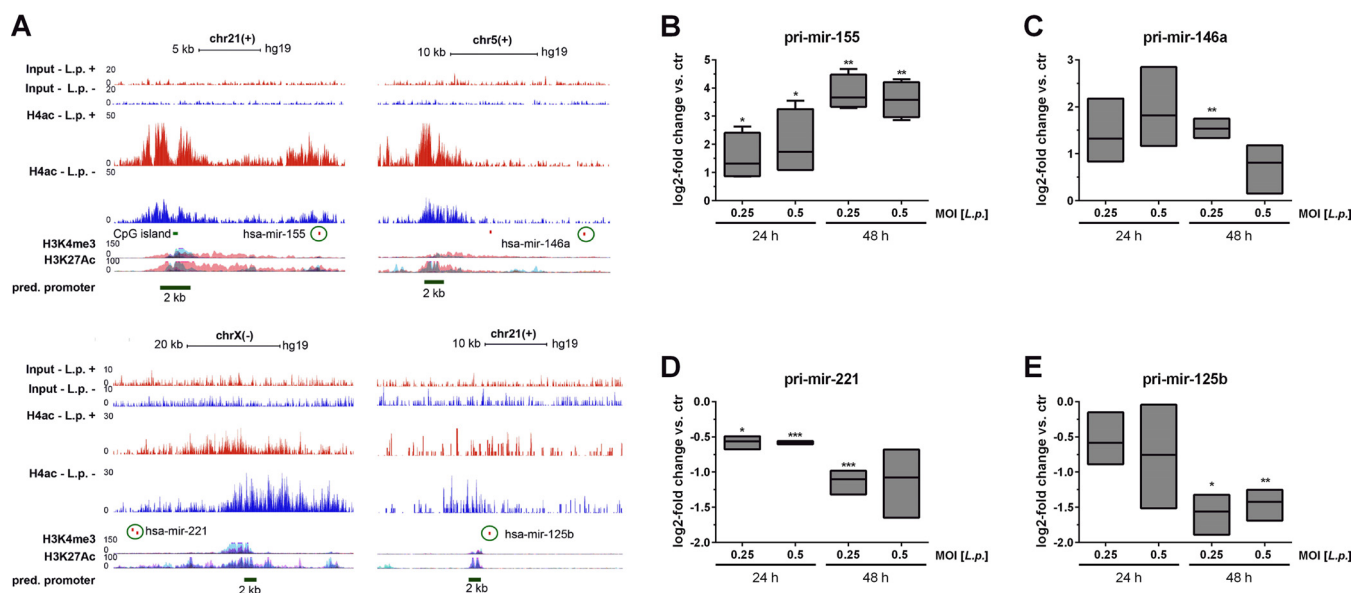 A
chr21(+)
5 kb hg19
chr5(+)
10 kb hg19
Input - L.p. + 20
0
Input - L.p. - 20
0
H4ac - L.p. + 50
0
H4ac - L.p. - 50
0
CpG island hsa-mir-155 hsa-mir-146a
H3K4me3 150
0
H3K27Ac 100
0
pred. promoter
2 kb 2 kb
chrX(-)
20 kb hg19
chr21(+)
10 kb hg19
Input - L.p. + 10
0
Input - L.p. - 10
0
H4ac - L.p. + 30
0
H4ac - L.p. - 30
0
hsa-mir-221 hsa-mir-125b
H3K4me3 150
0
H3K27Ac 100
0
pred. promoter
2 kb 2 kb
B
pri-mir-155
log2-fold change vs. ctr
5
4
3
2
1
0
* * ** **
0.25 0.5 0.25 0.5 MOI [L.p.]
24 h 48 h
C
pri-mir-146a
log2-fold change vs. ctr
3
2
1
0
**
0.25 0.5 0.25 0.5 MOI [L.p.]
24 h 48 h
D
pri-mir-221
log2-fold change vs. ctr
0.0
-0.5
-1.0
-1.5
-2.0
* *** ***
0.25 0.5 0.25 0.5 MOI [L.p.]
24 h 48 h
E
pri-mir-125b
log2-fold change vs. ctr
0.0
-0.5
-1.0
-1.5
-2.0
* **
0.25 0.5 0.25 0.5 MOI [L.p.]
24 h 48 h